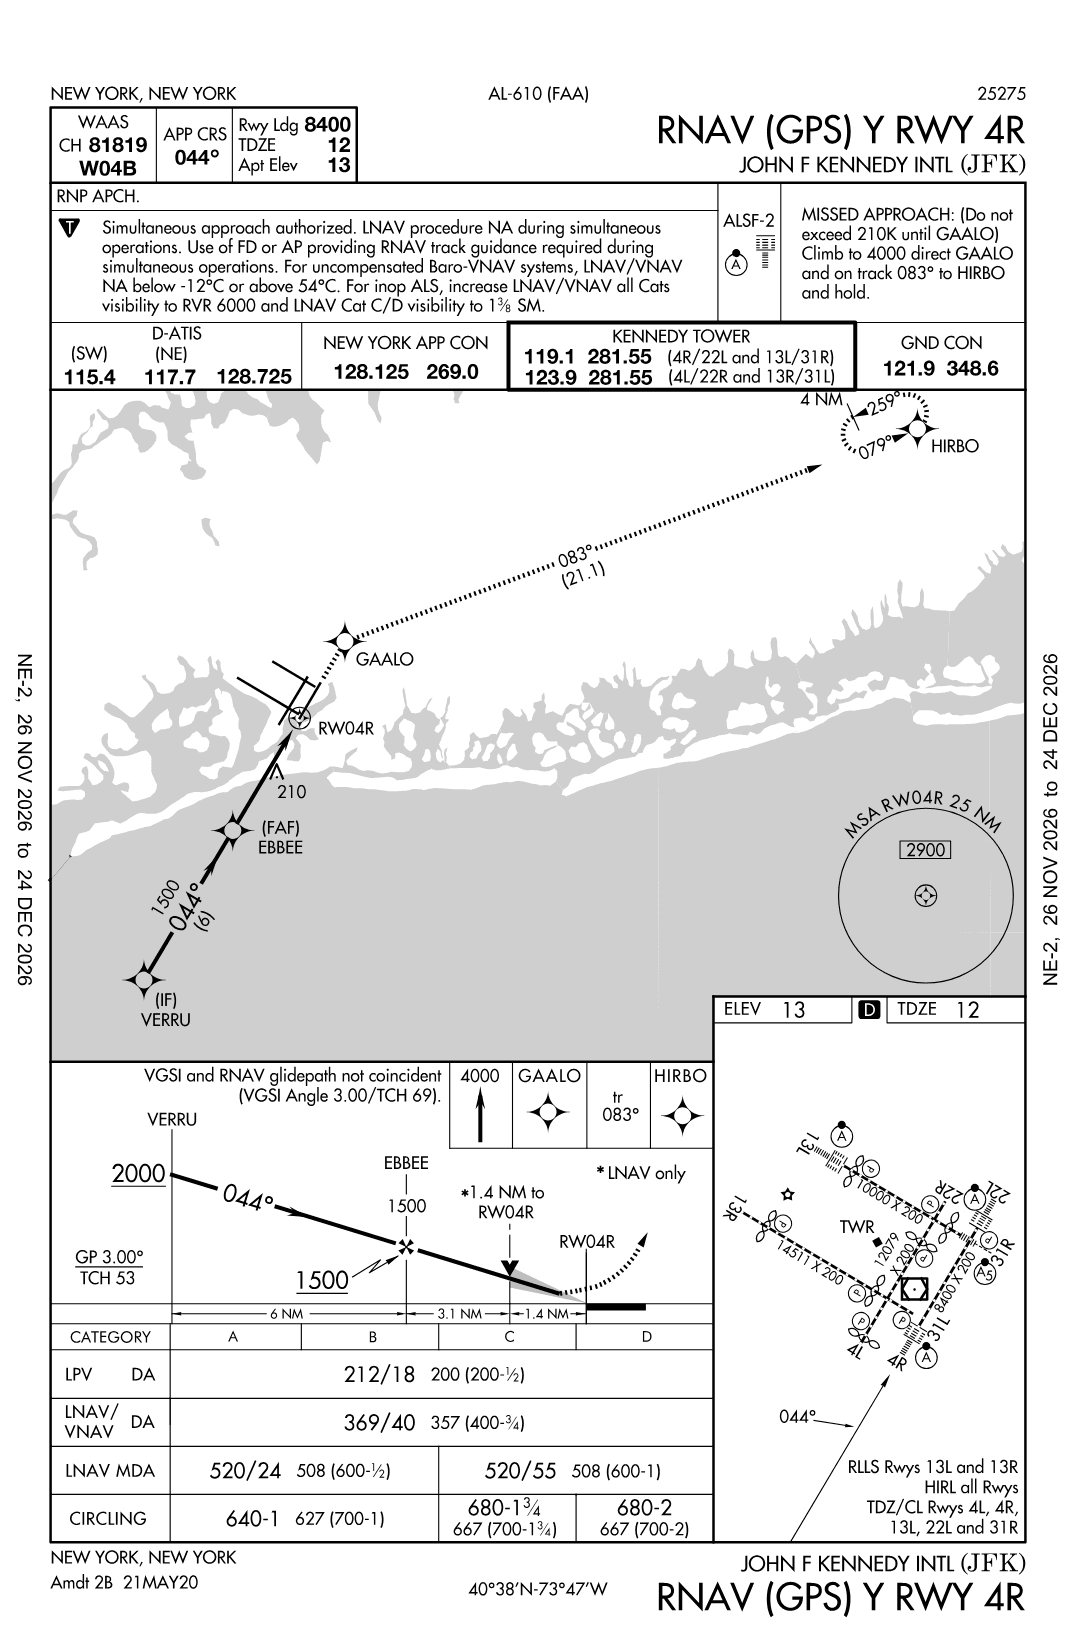 NEW YORK, NEW YORK
AL-610 (FAA)
25275
WAAS
CH 81819
W04B
APP CRS
044°
Rwy Ldg 8400
TDZE 12
Apt Elev 13
RNAV (GPS) Y RWY 4R
JOHN F KENNEDY INTL (JFK)
RNP APCH.
T
Simultaneous approach authorized. LNAV procedure NA during simultaneous
operations. Use of FD or AP providing RNAV track guidance required during
simultaneous operations. For uncompensated Baro-VNAV systems, LNAV/VNAV
NA below -12°C or above 54°C. For inop ALS, increase LNAV/VNAV all Cats
visibility to RVR 6000 and LNAV Cat C/D visibility to 1⅜ SM.
ALSF-2
A
MISSED APPROACH: (Do not
exceed 210K until GAALO)
Climb to 4000 direct GAALO
and on track 083° to HIRBO
and hold.
D-ATIS
(SW) (NE)
115.4 117.7 128.725
NEW YORK APP CON
128.125 269.0
KENNEDY TOWER
119.1 281.55 (4R/22L and 13L/31R)
123.9 281.55 (4L/22R and 13R/31L)
GND CON
121.9 348.6
4 NM
259°
079°
HIRBO
083°
(21.1)
GAALO
RW04R
210
(FAF)
EBBEE
1500
044°
(6)
(IF)
VERRU
MSA RW04R 25 NM
2900
NE-2, 26 NOV 2026 to 24 DEC 2026
NE-2, 26 NOV 2026 to 24 DEC 2026
ELEV 13
D
TDZE 12
VGSI and RNAV glidepath not coincident
(VGSI Angle 3.00/TCH 69).
4000
GAALO
tr
083°
HIRBO
VERRU
2000
044°
EBBEE
1500
1500
*1.4 NM to
RW04R
*LNAV only
RW04R
GP 3.00°
TCH 53
6 NM
3.1 NM
1.4 NM
CATEGORY A B C D
LPV DA 212/18 200 (200-½)
LNAV/
VNAV DA 369/40 357 (400-¾)
LNAV MDA 520/24 508 (600-½) 520/55 508 (600-1)
CIRCLING 640-1 627 (700-1) 680-1¾ 680-2
667 (700-1¾) 667 (700-2)
13L
A
P
10000 X 200
22R
P
A
22L
13R
P
TWR
14511 X 200
12079
X 200
P
P
31R
A5
P
8400 X 200
P
P
31L
4L
4R
A
044°
RLLS Rwys 13L and 13R
HIRL all Rwys
TDZ/CL Rwys 4L, 4R,
13L, 22L and 31R
NEW YORK, NEW YORK
Amdt 2B 21MAY20
40°38'N-73°47'W
JOHN F KENNEDY INTL (JFK)
RNAV (GPS) Y RWY 4R